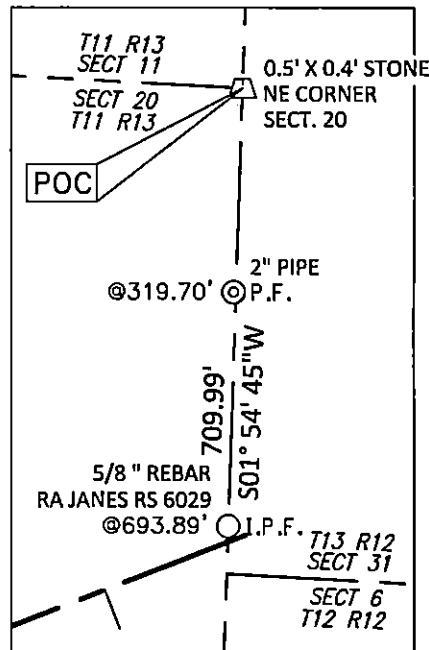 T11 R13
SECT 11
SECT 20
T11 R13
0.5' X 0.4' STONE
NE CORNER
SECT. 20
POC
2" PIPE
@319.70' P.F.
709.99'
S01° 54' 45"W
5/8 " REBAR
RA JANES RS 6029
@693.89' I.P.F.
T13 R12
SECT 31
SECT 6
T12 R12